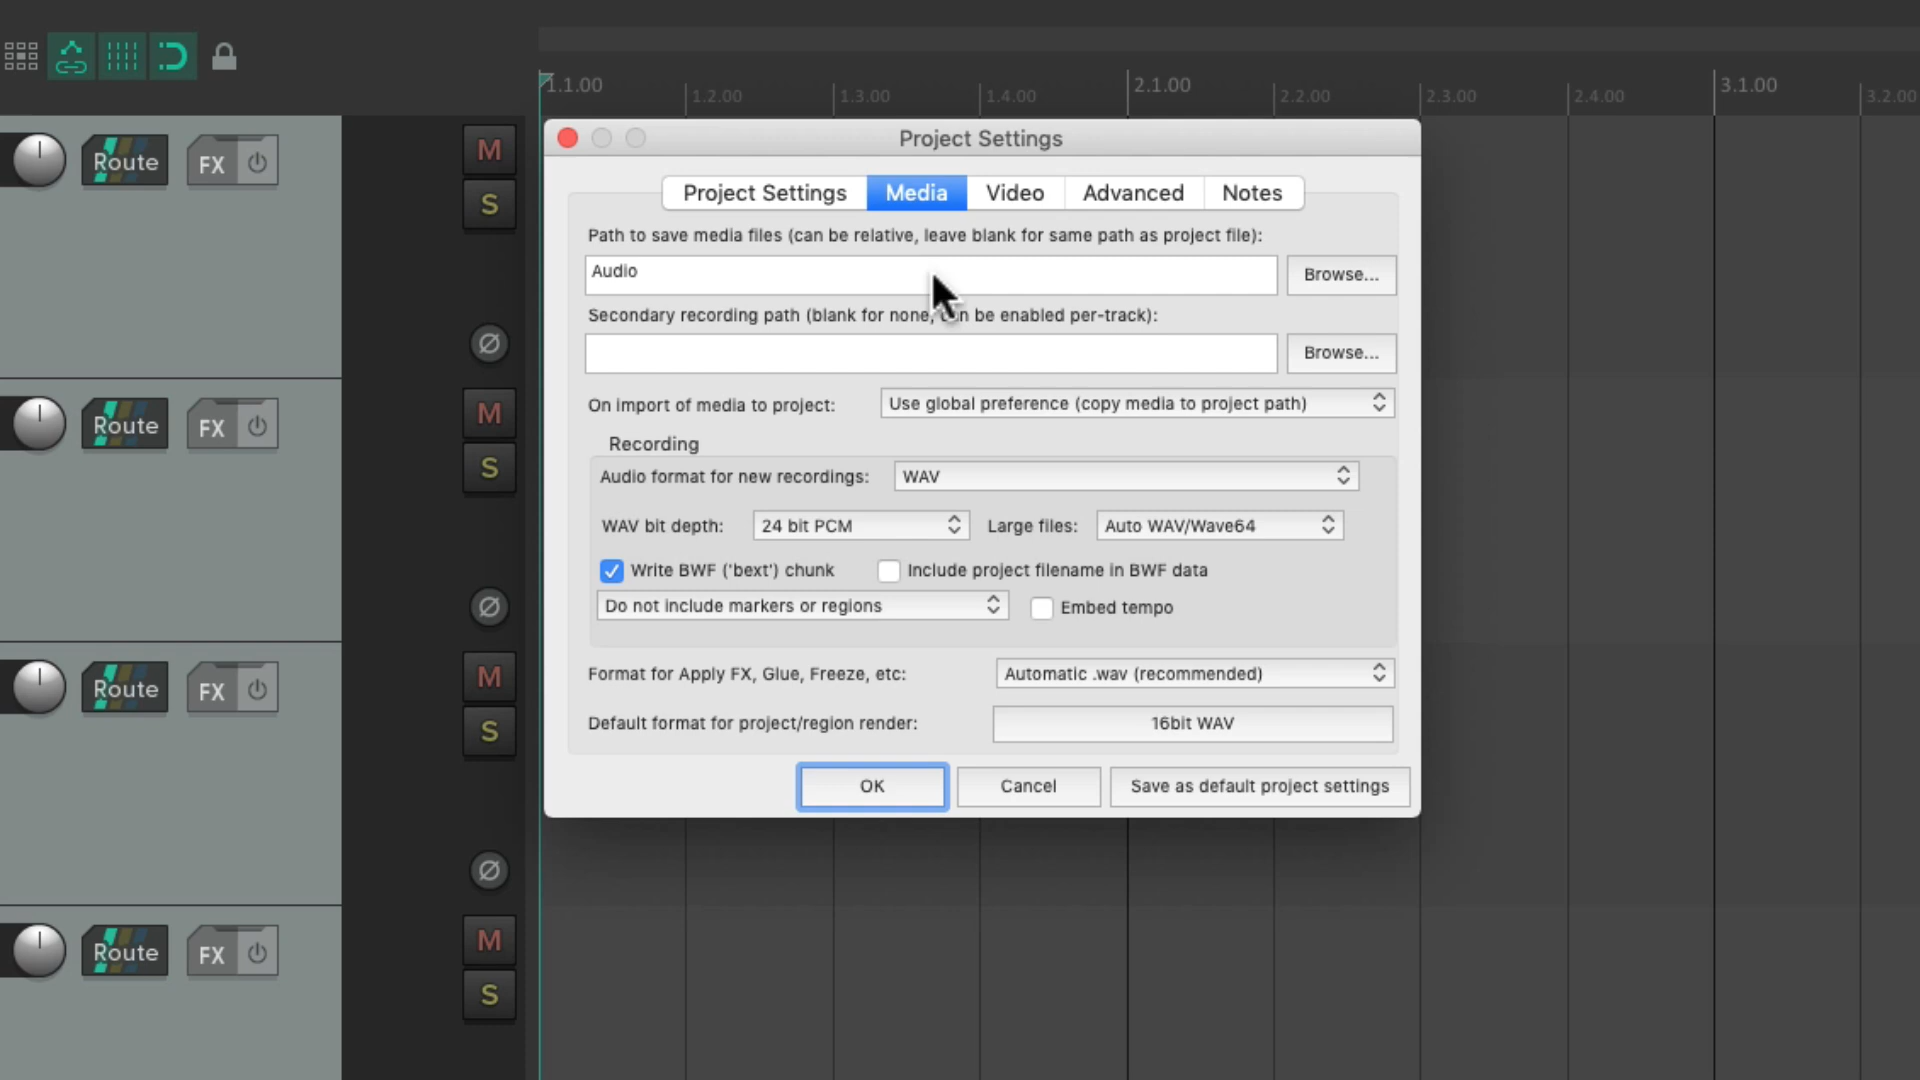 1.1.00 1.2.00 1.3.00 1.4.00 2.1.00 2.2.00 2.3.00 2.4.00 3.1.00 3.2.00
Project Settings
Project Settings Media Video Advanced Notes
Path to save media files (can be relative, leave blank for same path as project file):
Audio Browse...
Secondary recording path (blank for none, can be enabled per-track):
Browse...
On import of media to project: Use global preference (copy media to project path)
Recording
Audio format for new recordings: WAV
WAV bit depth: 24 bit PCM Large files: Auto WAV/Wave64
Write BWF ('bext') chunk Include project filename in BWF data
Do not include markers or regions Embed tempo
Format for Apply FX, Glue, Freeze, etc: Automatic .wav (recommended)
Default format for project/region render: 16bit WAV
OK Cancel Save as default project settings
Route FX M
S
Route FX M
S
Route FX M
S
Route FX M
S